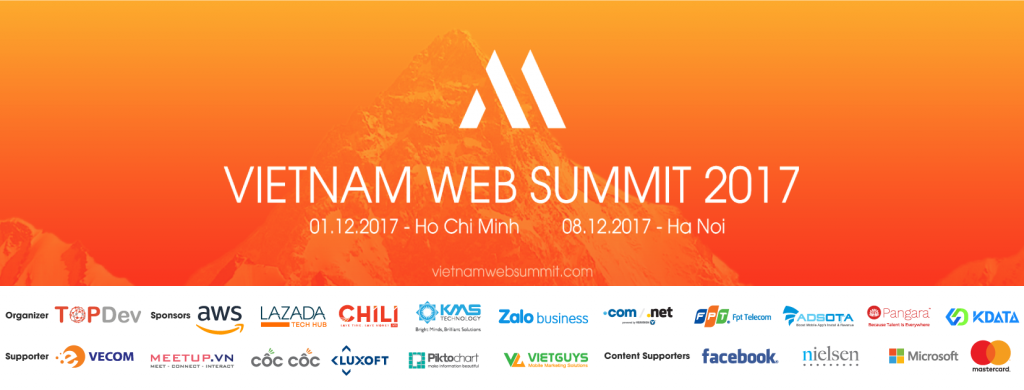 VIETNAM WEB SUMMIT 2017
01.12.2017 - Ho Chi Minh 08.12.2017 - Ha Noi
vietnamwebsummit.com
Organizer TOPDev Sponsors aws LAZADA TECH HUB CHILI KMS TECHNOLOGY Bright Minds, Brilliant Solutions Zalo business .com .net FPT Fpt Telecom ADSOTA Pangara Because Talent Is Everywhere KDATA
Supporter VECOM MEETUP.VN MEET - CONNECT - INTERACT CỐC CỐC LUXOFT Piktochart make information beautiful VIETGUYS Mobile Marketing Solutions Content Supporters facebook. nielsen Microsoft mastercard.